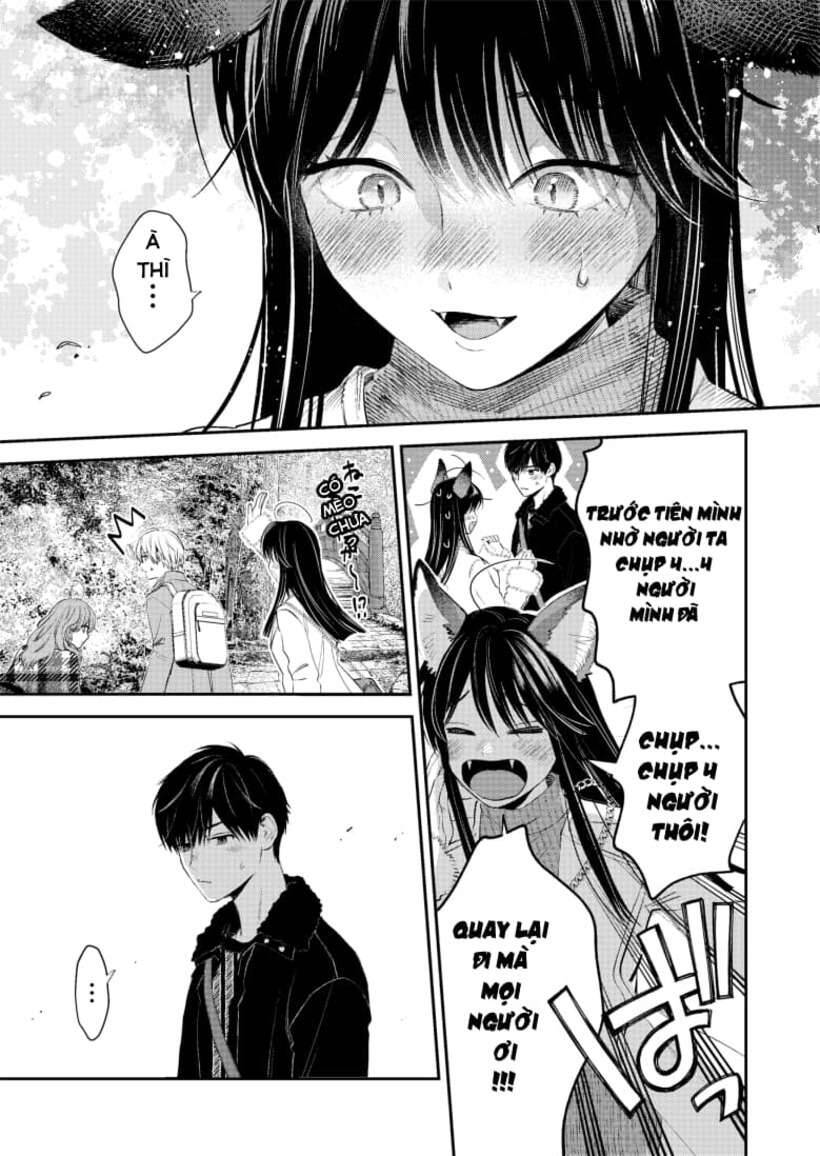 À
THÌ
...
TRƯỚC TIÊN MÌNH
NHỜ NGƯỜI TA
CHỤP 4...4
NGƯỜI
MÌNH ĐÃ
CHỤP...
CHỤP 4
NGƯỜI
THÔI!
QUAY LẠI
ĐI MÀ
MỌI
NGƯỜI
ƠI
!!!
ばっ
CÓ
MÈO
CHƯA
~!?
...